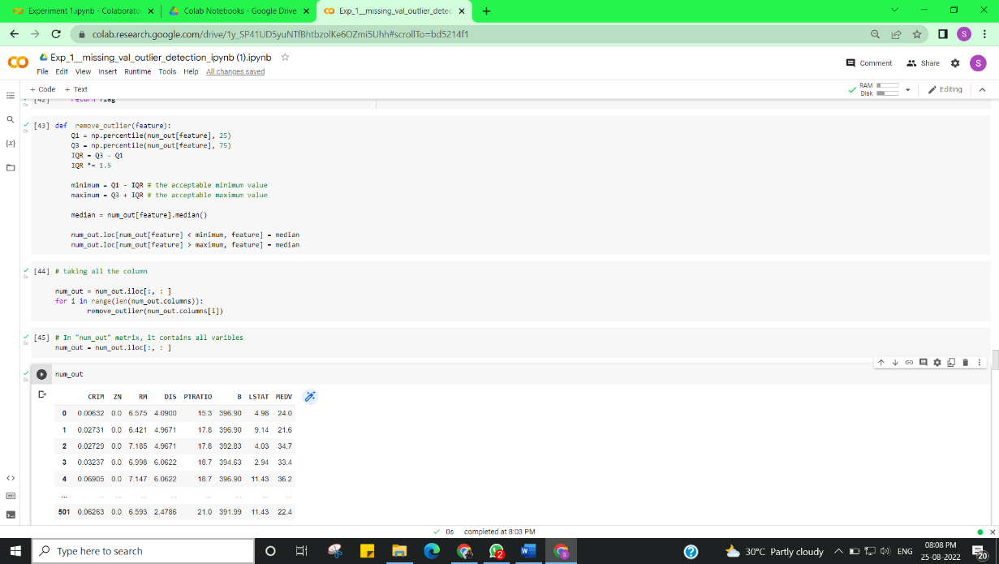 Experiment 1.ipynb - Colaborator
Colab Notebooks - Google Drive
Exp_1__missing_val_outlier_detec
colab.research.google.com/drive/1y_SP41UD5yuNTfBhtbzolKe6OZmi5Uhh#scrollTo=bd5214f1
S
CO Exp_1__missing_val_outlier_detection_ipynb (1).ipynb
Comment Share S
File Edit View Insert Runtime Tools Help All changes saved
+ Code + Text
RAM
Disk
Editing
[42] return flag
[43] def remove_outlier(feature):
Q1 = np.percentile(num_out[feature], 25)
Q3 = np.percentile(num_out[feature], 75)
IQR = Q3 - Q1
IQR *= 1.5
minimum = Q1 - IQR # the acceptable minimum value
maximum = Q3 + IQR # the acceptable maximum value
median = num_out[feature].median()
num_out.loc[num_out[feature] < minimum, feature] = median
num_out.loc[num_out[feature] > maximum, feature] = median
[44] # taking all the column
num_out = num_out.iloc[:, : ]
for i in range(len(num_out.columns)):
remove_outlier(num_out.columns[i])
[45] # In "num_out" matrix, it contains all varibles
num_out = num_out.iloc[:, : ]
num_out
CRIM ZN RM DIS PTRATIO B LSTAT MEDV
0 0.00632 0.0 6.575 4.0900 15.3 396.90 4.98 24.0
1 0.02731 0.0 6.421 4.9671 17.8 396.90 9.14 21.6
2 0.02729 0.0 7.185 4.9671 17.8 392.83 4.03 34.7
3 0.03237 0.0 6.998 6.0622 18.7 394.63 2.94 33.4
4 0.06905 0.0 7.147 6.0622 18.7 396.90 11.43 36.2
... ... ... ... ... ... ... ... ...
501 0.06263 0.0 6.593 2.4786 21.0 391.99 11.43 22.4
0s completed at 8:03 PM
Type here to search
2
W
S
30°C Partly cloudy
ENG
08:08 PM
25-08-2022
20